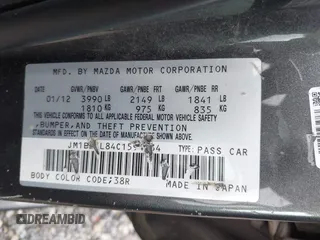 MFD. BY MAZDA MOTOR CORPORATION
DATE GVWR/PNBV GAWR/PNBE FRT GAWR/PNBE RR
01/12 3990 LB 2149 LB 1841 LB
1810 KG 975 KG 835 KG
THIS VEHICLE CONFORMS TO ALL APPLICABLE FEDERAL MOTOR VEHICLE SAFETY
, BUMPER, AND THEFT PREVENTION
STANDARDS IN EFFECT ON THE DATE OF MANUFACTURE SHOWN ABOVE.
TYPE: PASS CAR
BODY COLOR CODE: 38R MADE IN JAPAN
DREAMBID